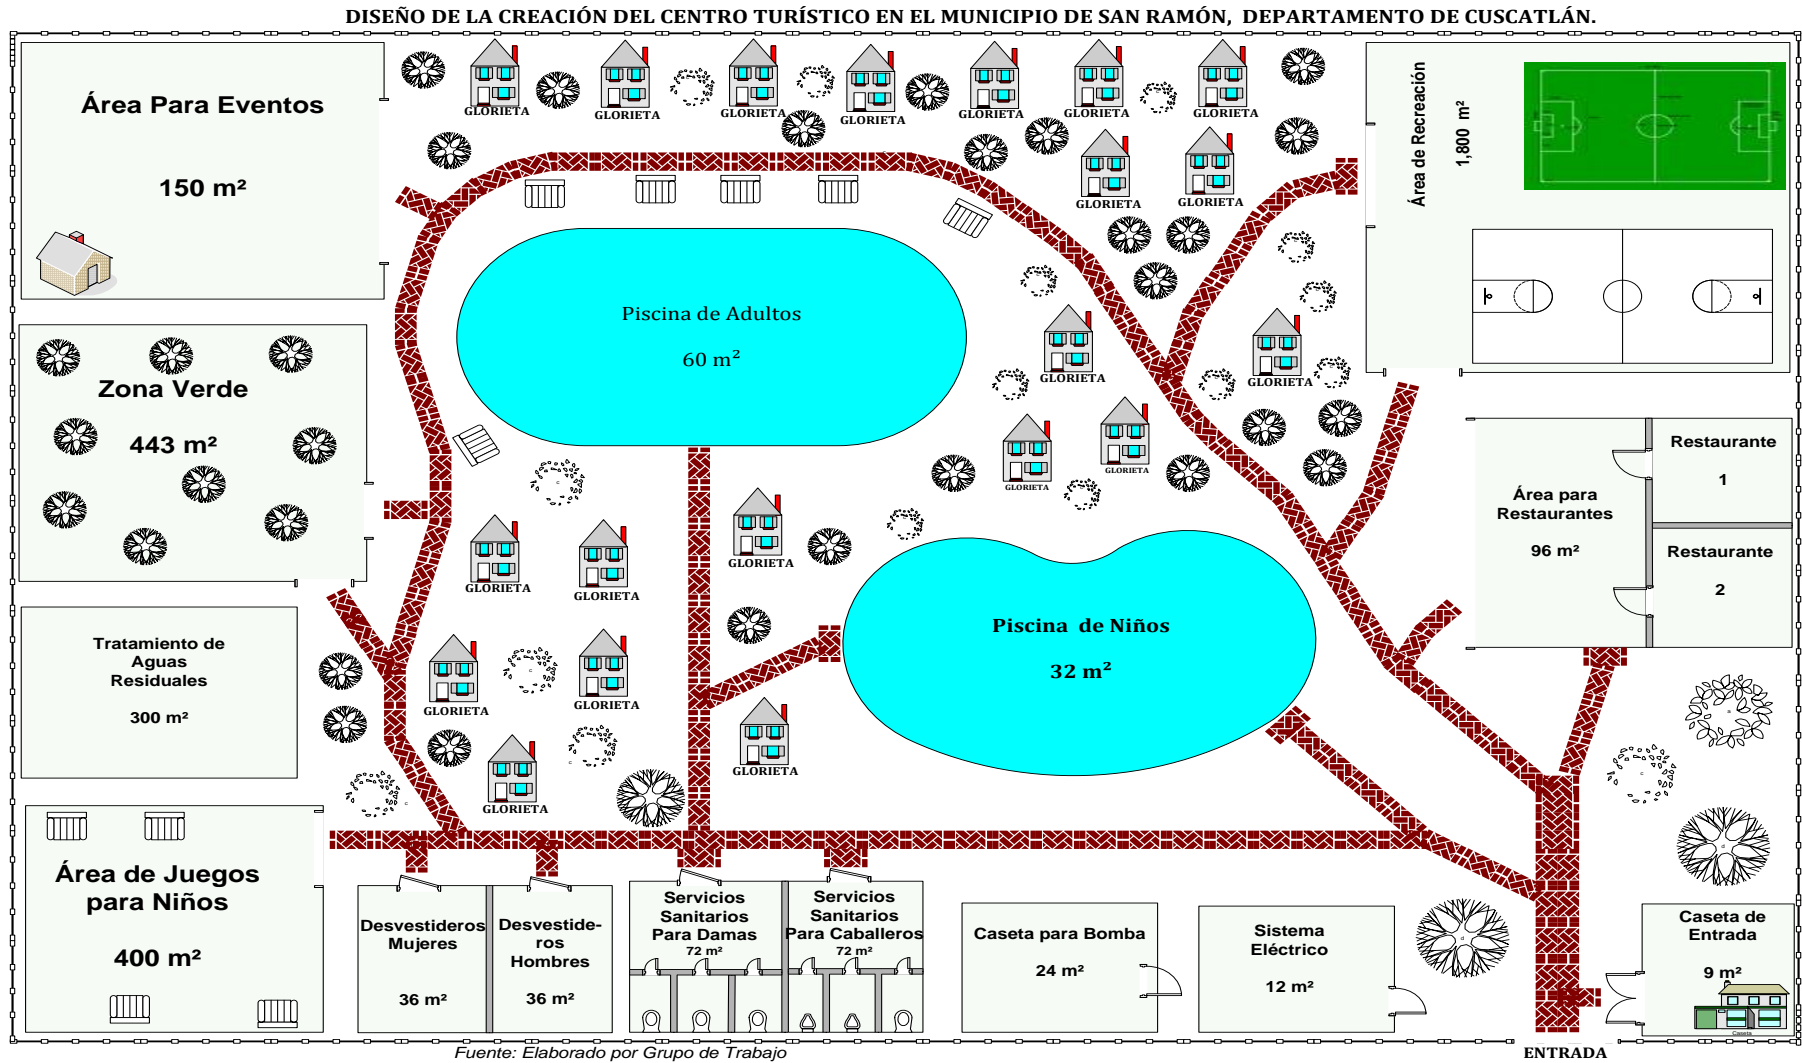 DISEÑO DE LA CREACIÓN DEL CENTRO TURÍSTICO EN EL MUNICIPIO DE SAN RAMÓN, DEPARTAMENTO DE CUSCATLÁN.
Área Para Eventos
150 m²
GLORIETA
GLORIETA
GLORIETA
GLORIETA
GLORIETA
GLORIETA
GLORIETA
GLORIETA
GLORIETA
Área de Recreación
1,800 m²
Piscina de Adultos
60 m²
GLORIETA
GLORIETA
GLORIETA
GLORIETA
Zona Verde
443 m²
Área para
Restaurantes
96 m²
Restaurante
1
Restaurante
2
GLORIETA
GLORIETA
GLORIETA
GLORIETA
GLORIETA
GLORIETA
GLORIETA
Piscina de Niños
32 m²
Tratamiento de
Aguas
Residuales
300 m²
GLORIETA
Área de Juegos
para Niños
400 m²
Desvestideros
Mujeres
36 m²
Desvestide-
ros
Hombres
36 m²
Servicios
Sanitarios
Para Damas
72 m²
Servicios
Sanitarios
Para Caballeros
72 m²
Caseta para Bomba
24 m²
Sistema
Eléctrico
12 m²
Caseta de
Entrada
9 m²
Caseta
Fuente: Elaborado por Grupo de Trabajo
ENTRADA